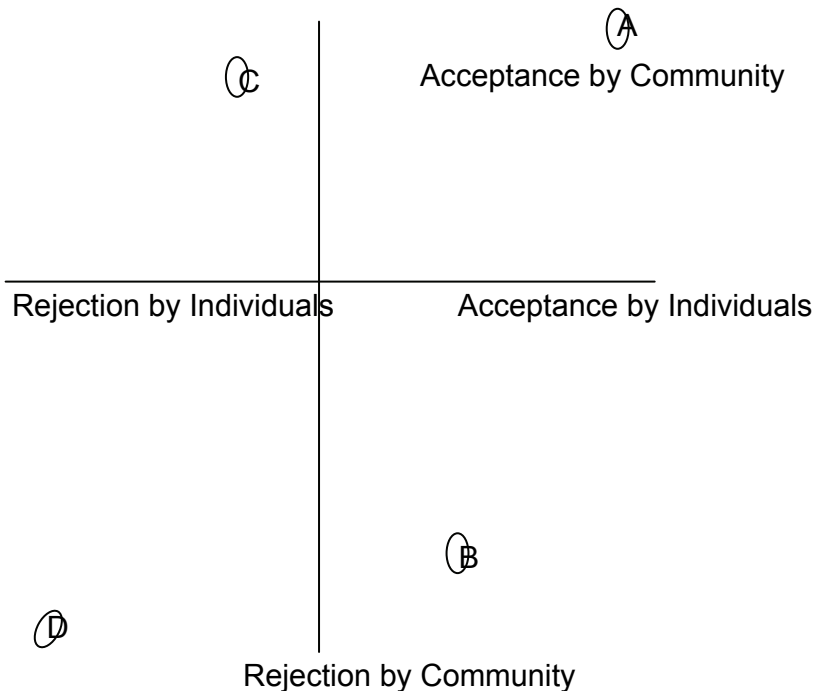 A
C
Acceptance by Community
Rejection by Individuals
Acceptance by Individuals
B
D
Rejection by Community